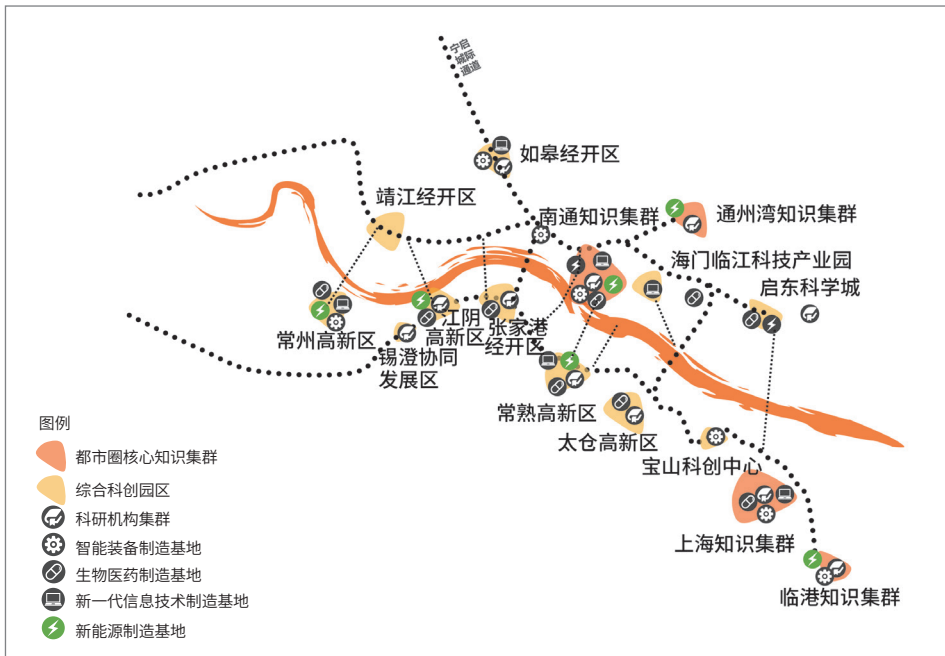 宁启
城际
通道
如皋经开区
靖江经开区
南通知识集群
通州湾知识集群
海门临江科技产业园
启东科学城
常州高新区
江阴
高新区
张家港
经开区
锡澄协同
发展区
常熟高新区
太仓高新区
宝山科创中心
上海知识集群
临港知识集群
图例
都市圈核心知识集群
综合科创园区
科研机构集群
智能装备制造基地
生物医药制造基地
新一代信息技术制造基地
新能源制造基地